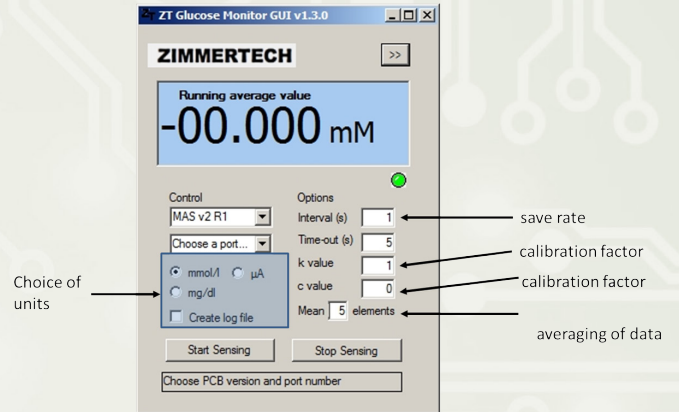 ZT Glucose Monitor GUI v1.3.0
ZIMMERTECH
>>
Running average value
-00.000 mM
Control
Options
MAS v2 R1
Interval (s) 1
save rate
Choose a port...
Time-out (s) 5
k value 1
calibration factor
mmol/l
µA
mg/dl
c value 0
calibration factor
Choice of
units
Create log file
Mean 5 elements
averaging of data
Start Sensing
Stop Sensing
Choose PCB version and port number